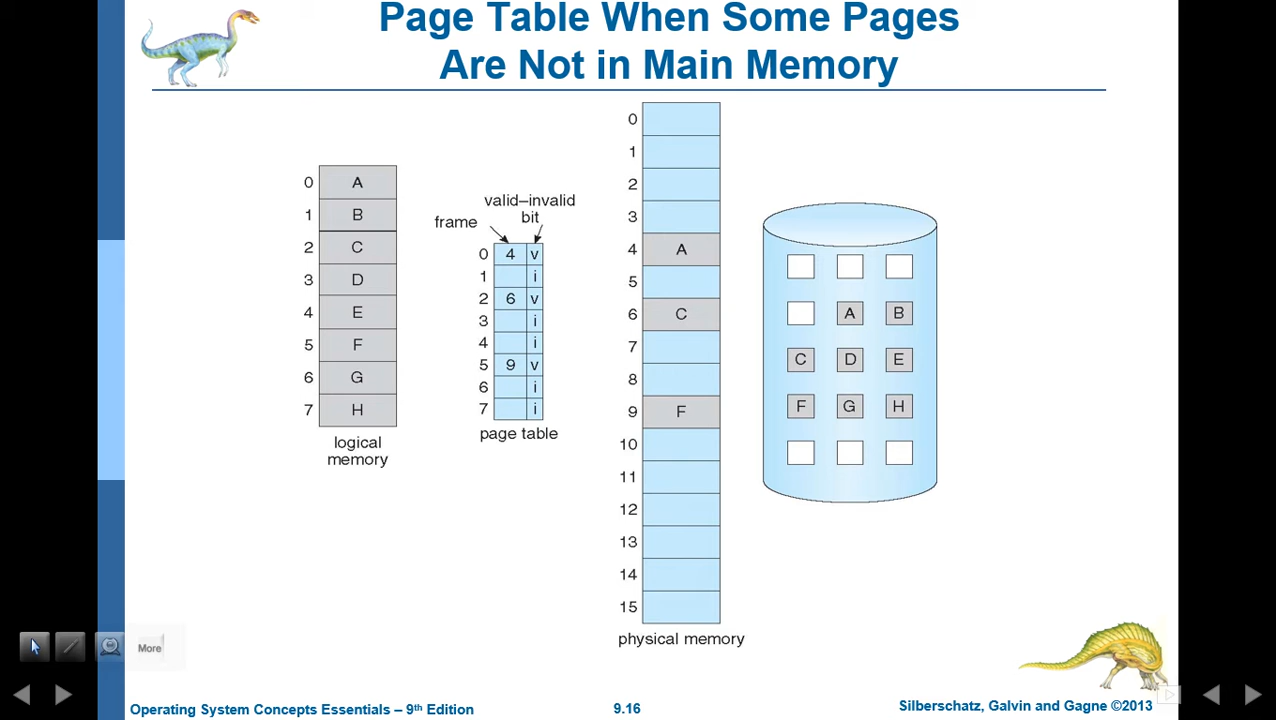 Page Table When Some Pages
Are Not in Main Memory
0 A
1 B
2 C
3 D
4 E
5 F
6 G
7 H
logical
memory
valid–invalid
bit
frame
0 4 v
1 i
2 6 v
3 i
4 i
5 9 v
6 i
7 i
page table
0
1
2
3
4 A
5
6 C
7
8
9 F
10
11
12
13
14
15
physical memory
A B
C D E
F G H
More
Operating System Concepts Essentials – 9th Edition
9.16
Silberschatz, Galvin and Gagne ©2013